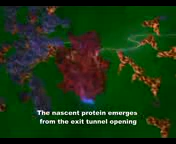 The nascent protein emerges
from the exit tunnel opening